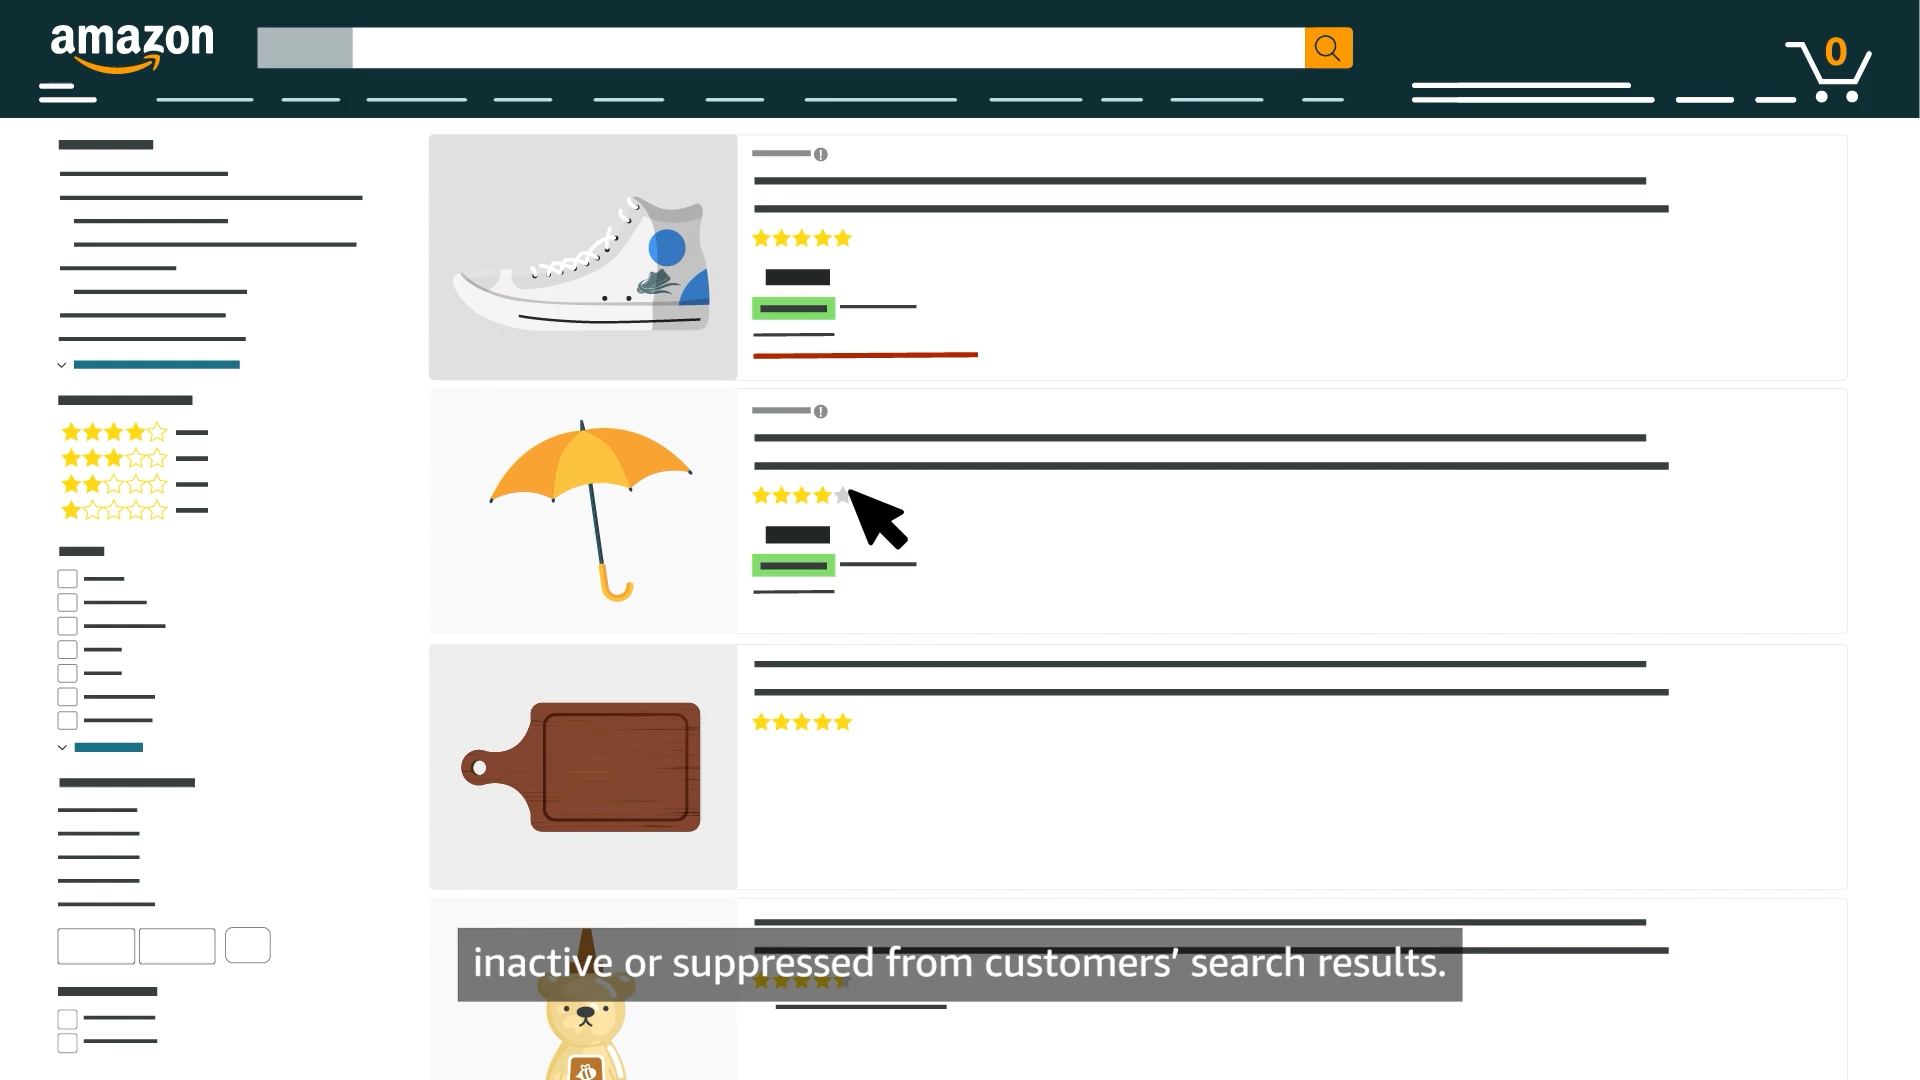 amazon
0
inactive or suppressed from customers' search results.